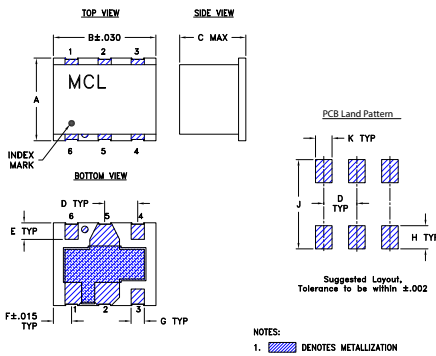 TOP VIEW
SIDE VIEW
B±.030
C MAX
1 2 3
A
MCL
INDEX
MARK
6 5 4
PCB Land Pattern
K TYP
J
D
TYP
H TYP
Suggested Layout,
Tolerance to be within ±.002
BOTTOM VIEW
D TYP
E TYP
6 5 4
1 2 3
F±.015
TYP
G TYP
NOTES:
1. DENOTES METALLIZATION